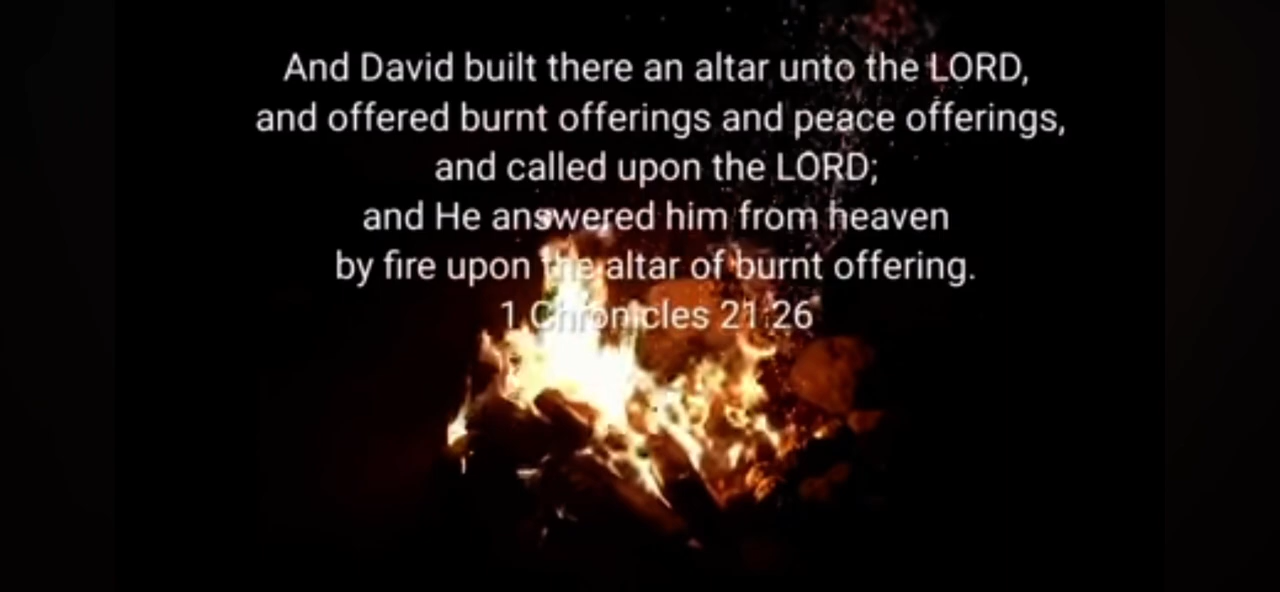 And David built there an altar unto the LORD,
and offered burnt offerings and peace offerings,
and called upon the LORD;
and He answered him from heaven
by fire upon the altar of burnt offering.
1 Chronicles 21:26